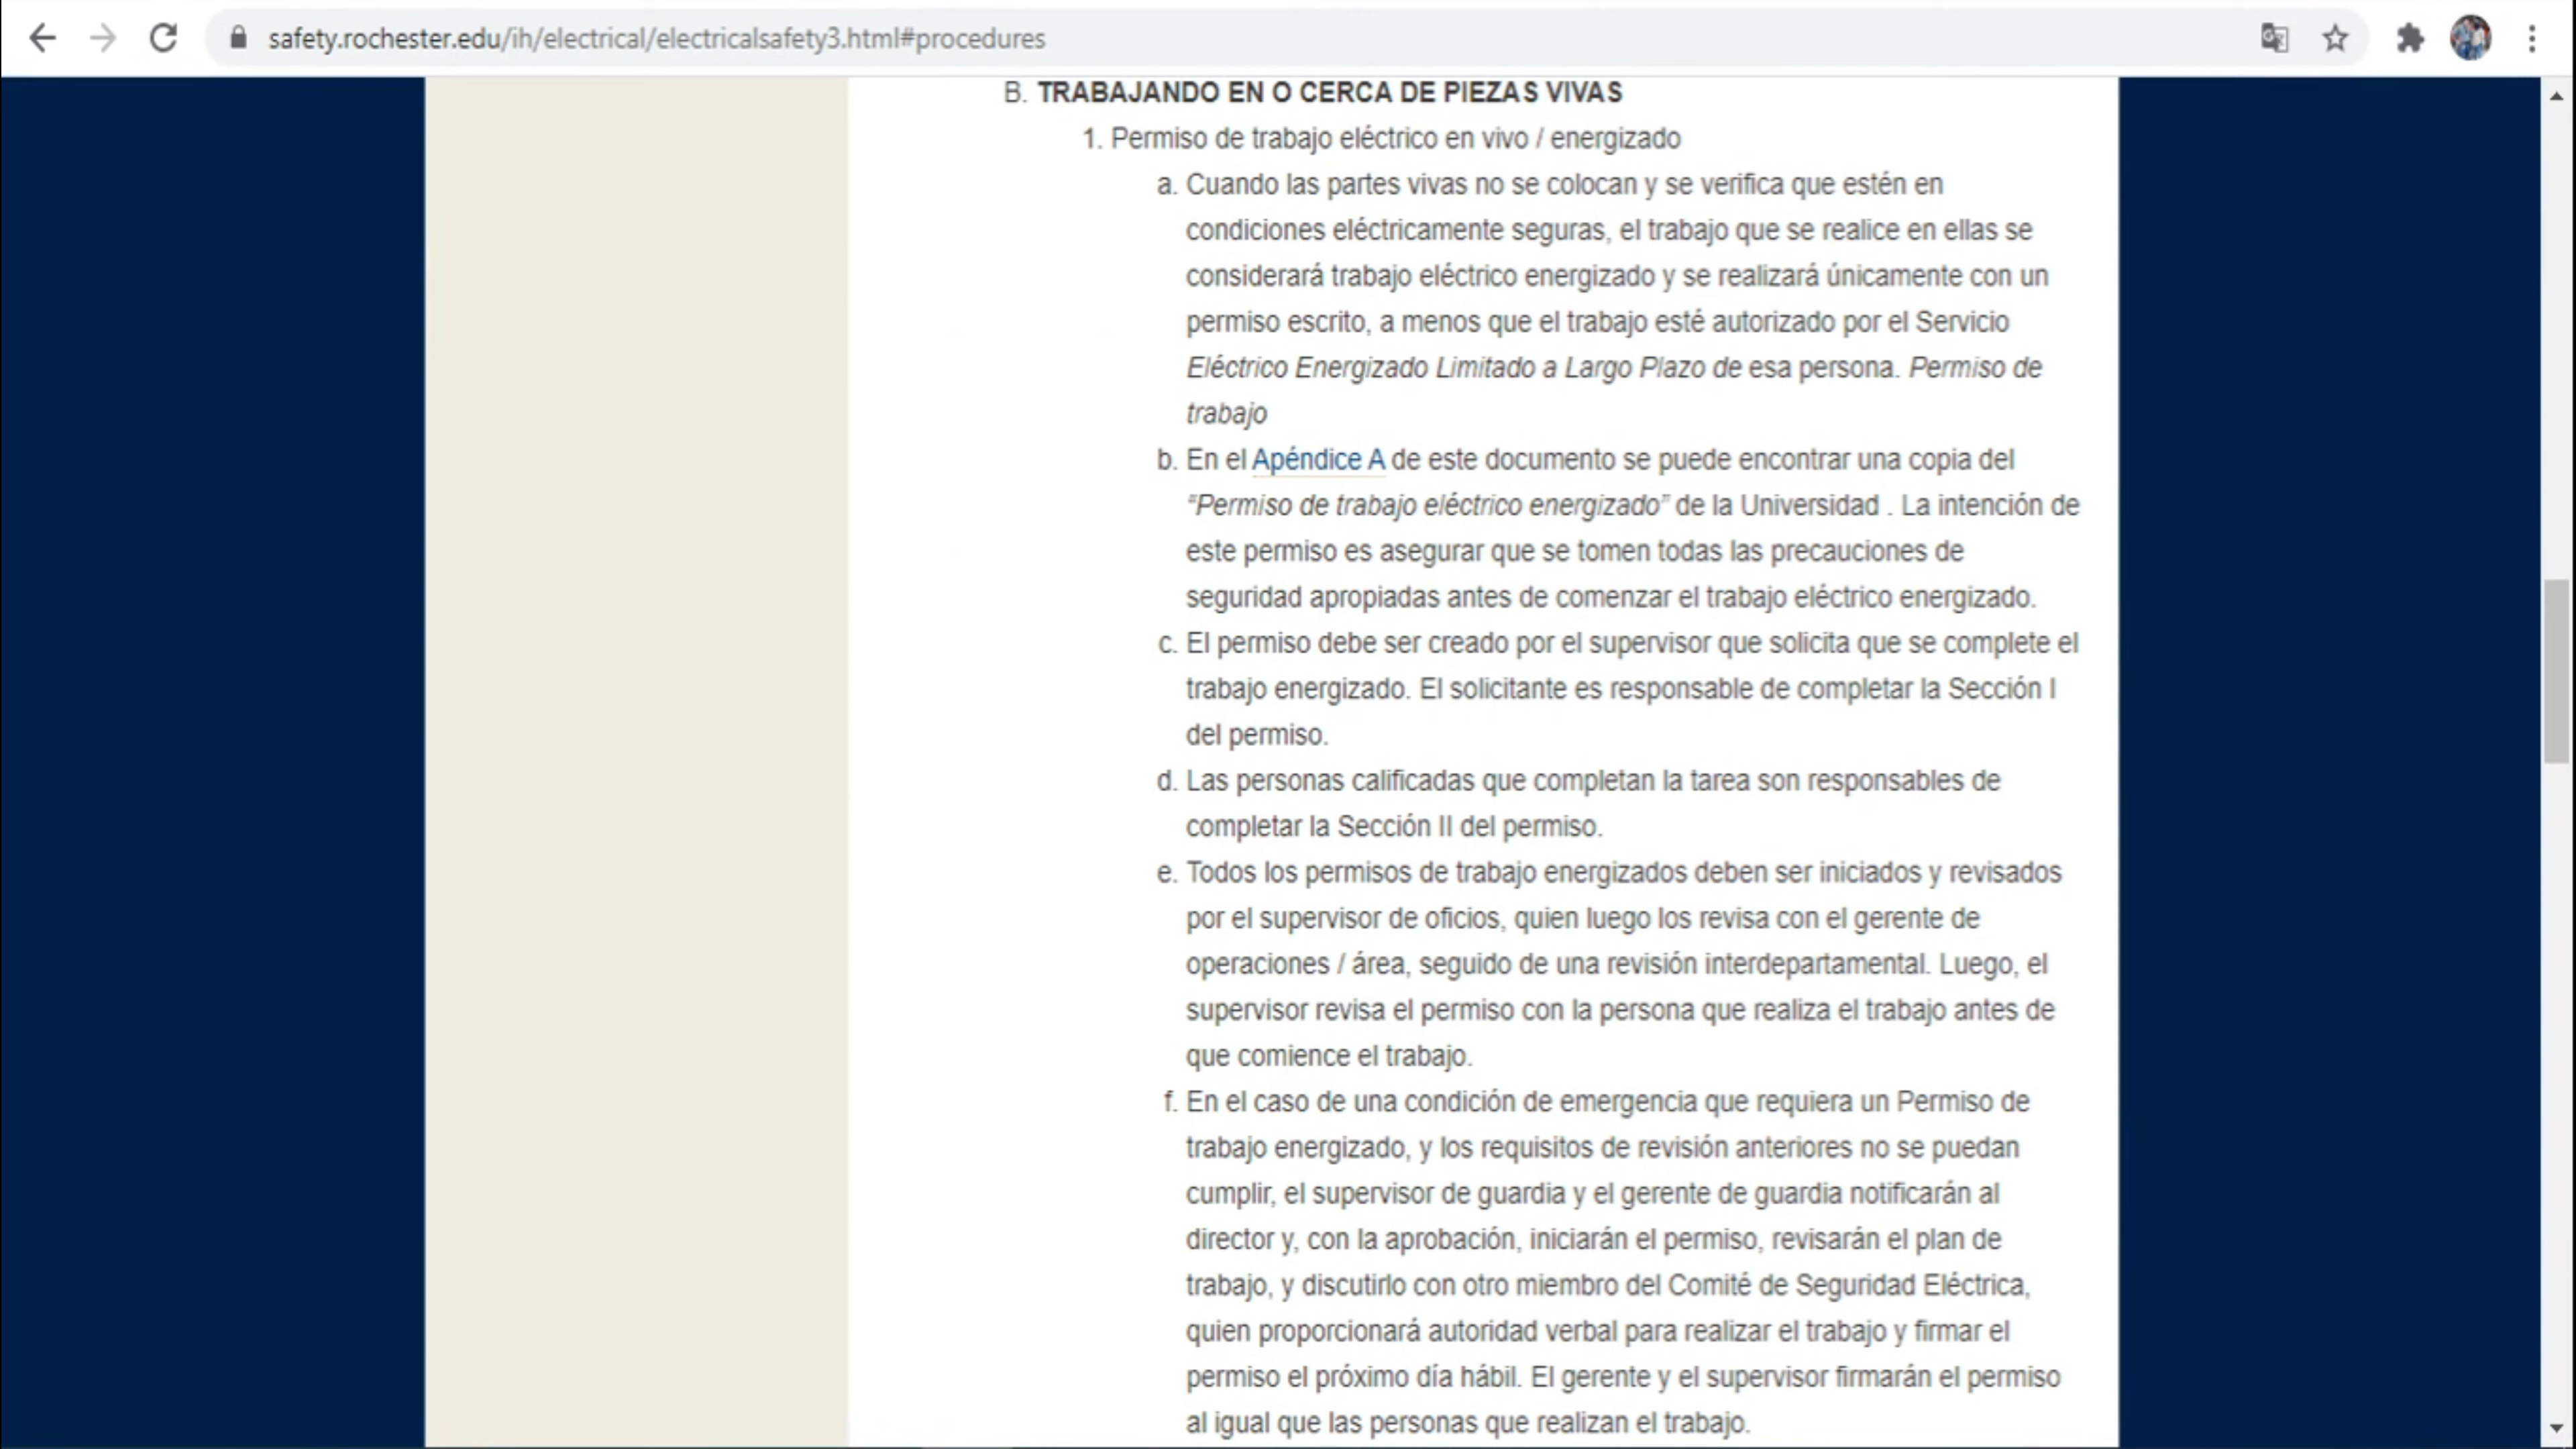 safety.rochester.edu/ih/electrical/electricalsafety3.html#procedures
B. TRABAJANDO EN O CERCA DE PIEZAS VIVAS
1. Permiso de trabajo eléctrico en vivo / energizado
a. Cuando las partes vivas no se colocan y se verifica que estén en
condiciones eléctricamente seguras, el trabajo que se realice en ellas se
considerará trabajo eléctrico energizado y se realizará únicamente con un
permiso escrito, a menos que el trabajo esté autorizado por el Servicio
Eléctrico Energizado Limitado a Largo Plazo de esa persona. Permiso de
trabajo
b. En el Apéndice A de este documento se puede encontrar una copia del
“Permiso de trabajo eléctrico energizado” de la Universidad . La intención de
este permiso es asegurar que se tomen todas las precauciones de
seguridad apropiadas antes de comenzar el trabajo eléctrico energizado.
c. El permiso debe ser creado por el supervisor que solicita que se complete el
trabajo energizado. El solicitante es responsable de completar la Sección I
del permiso.
d. Las personas calificadas que completan la tarea son responsables de
completar la Sección II del permiso.
e. Todos los permisos de trabajo energizados deben ser iniciados y revisados
por el supervisor de oficios, quien luego los revisa con el gerente de
operaciones / área, seguido de una revisión interdepartamental. Luego, el
supervisor revisa el permiso con la persona que realiza el trabajo antes de
que comience el trabajo.
f. En el caso de una condición de emergencia que requiera un Permiso de
trabajo energizado, y los requisitos de revisión anteriores no se puedan
cumplir, el supervisor de guardia y el gerente de guardia notificarán al
director y, con la aprobación, iniciarán el permiso, revisarán el plan de
trabajo, y discutirlo con otro miembro del Comité de Seguridad Eléctrica,
quien proporcionará autoridad verbal para realizar el trabajo y firmar el
permiso el próximo día hábil. El gerente y el supervisor firmarán el permiso
al igual que las personas que realizan el trabajo.